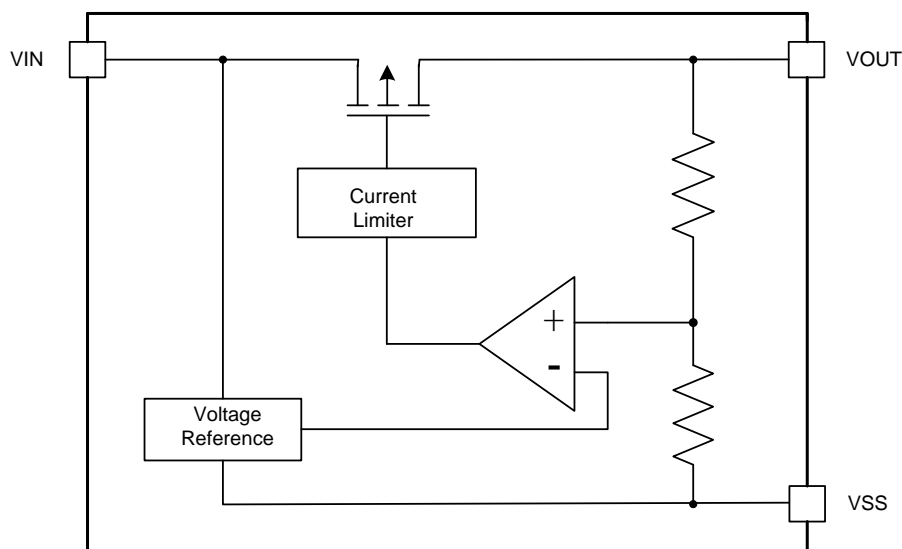 VIN
VOUT
Current
Limiter
+
-
Voltage
Reference
VSS